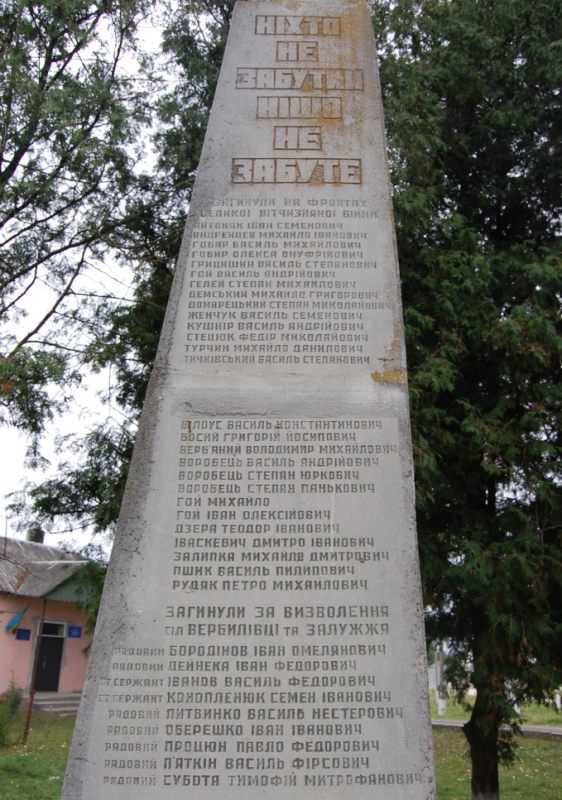 НІХТО
НЕ
ЗАБУТИЙ
НІЩО
НЕ
ЗАБУТЕ
ЗАГИНУЛИ НА ФРОНТАХ
ВЕЛИКОЇ ВІТЧИЗНЯНОЇ ВІЙНИ
АНТОНЯК ІВАН СЕМЕНОВИЧ
АНДРЕЙЦЕВ МИХАЙЛО ІВАНОВИЧ
ГОБИР ВАСИЛЬ МИХАЙЛОВИЧ
ГОБИР ОЛЕКСА ОНУФРІКОВИЧ
ГРИЦИШИН ВАСИЛЬ СТЕПАНОВИЧ
ГОЙ ВАСИЛЬ АНДРІЙОВИЧ
ГЕЛЕЙ СТЕПАН МИХАЙЛОВИЧ
ДЕМСЬКИЙ МИХАЙЛО ГРИГОРОВИЧ
ДОМАРЕЦЬКИЙ СТЕПАН МИКОЛАЙОВИЧ
ЖЕНЧУК ВАСИЛЬ СЕМЕНОВИЧ
КУШНІР ВАСИЛЬ АНДРІЙОВИЧ
СТЕЦЮК ФЕДІР МИКОЛАЙОВИЧ
ТУРЧИН МИХАЙЛО ДАНИЛОВИЧ
ТИЧКІВСЬКИЙ ВАСИЛЬ СТЕПАНОВИЧ
БІЛОУС ВАСИЛЬ КОНСТАНТИНОВИЧ
БОСИЙ ГРИГОРІЙ ЙОСИПОВИЧ
ВЕРБ'ЯНИЙ ВОЛОДИМИР МИХАЙЛОВИЧ
ВОРОБЕЦЬ ВАСИЛЬ АНДРІЙОВИЧ
ВОРОБЕЦЬ СТЕПАН ЮРКОВИЧ
ВОРОБЕЦЬ СТЕПАН ПАНЬКОВИЧ
ГОЙ МИХАЙЛО
ГОЙ ІВАН ОЛЕКСІЙОВИЧ
ДЗЕРА ТЕОДОР ІВАНОВИЧ
ІВАСКЕВИЧ ДМИТРО ІВАНОВИЧ
ЗАЛИПКА МИХАЙЛО ДМИТРОВИЧ
ПШИК ВАСИЛЬ ПИЛИПОВИЧ
РУДЯК ПЕТРО МИХАЙЛОВИЧ
ЗАГИНУЛИ ЗА ВИЗВОЛЕННЯ
СІЛ ВЕРБИЛІВЦІ ТА ЗАЛУЖЖЯ
РЯДОВИЙ БОРОДІНОВ ІВАН ОМЕЛЯНОВИЧ
РЯДОВИЙ ДЕЙНЕКА ІВАН ФЕДОРОВИЧ
СТ. СЕРЖАНТ ІВАНОВ ВАСИЛЬ ФЕДОРОВИЧ
СТ. СЕРЖАНТ КОНОПЛЕНЮК СЕМЕН ІВАНОВИЧ
РЯДОВИЙ ЛИТВИНКО ВАСИЛЬ НЕСТЕРОВИЧ
РЯДОВИЙ ОБЕРЕШКО ІВАН ІВАНОВИЧ
РЯДОВИЙ ПРОЦЮН ПАВЛО ФЕДОРОВИЧ
РЯДОВИЙ П'ЯТКІН ВАСИЛЬ ФІРСОВИЧ
РЯДОВИЙ СУБОТА ТИМОФІЙ МИТРОФАНОВИЧ